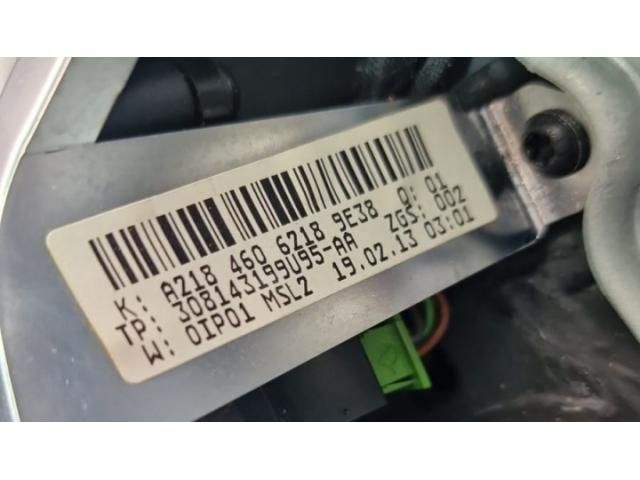 K: A218 460 6218 9E38 Q: 01
TP: 308143199U95-AA ZGS: 002
W: 0IP01 MSL2 19.02.13 03:01